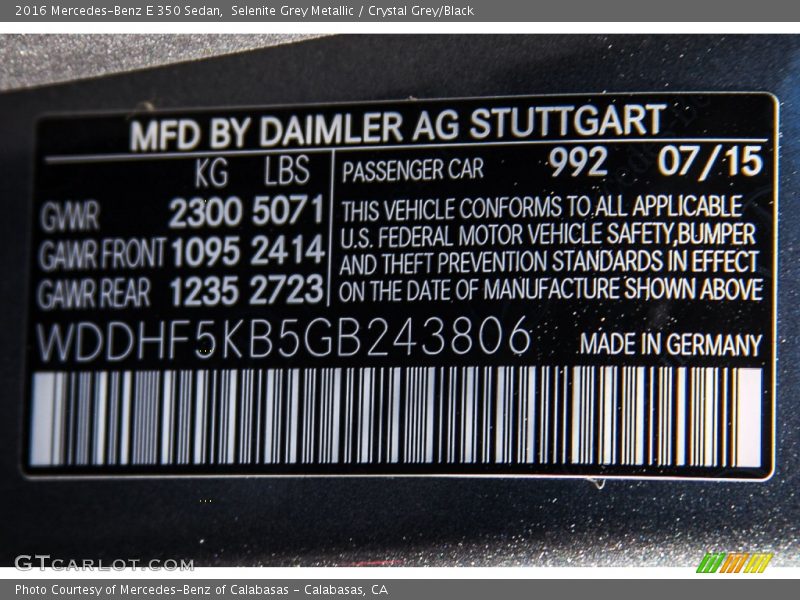 2016 Mercedes-Benz E 350 Sedan, Selenite Grey Metallic / Crystal Grey/Black
MFD BY DAIMLER AG STUTTGART
KG LBS
GVWR 2300 5071
GAWR FRONT 1095 2414
GAWR REAR 1235 2723
PASSENGER CAR 992 07/15
THIS VEHICLE CONFORMS TO ALL APPLICABLE
U.S. FEDERAL MOTOR VEHICLE SAFETY,BUMPER
AND THEFT PREVENTION STANDARDS IN EFFECT
ON THE DATE OF MANUFACTURE SHOWN ABOVE
WDDHF5KB5GB243806
MADE IN GERMANY
GTCARLOT.COM
Photo Courtesy of Mercedes-Benz of Calabasas - Calabasas, CA